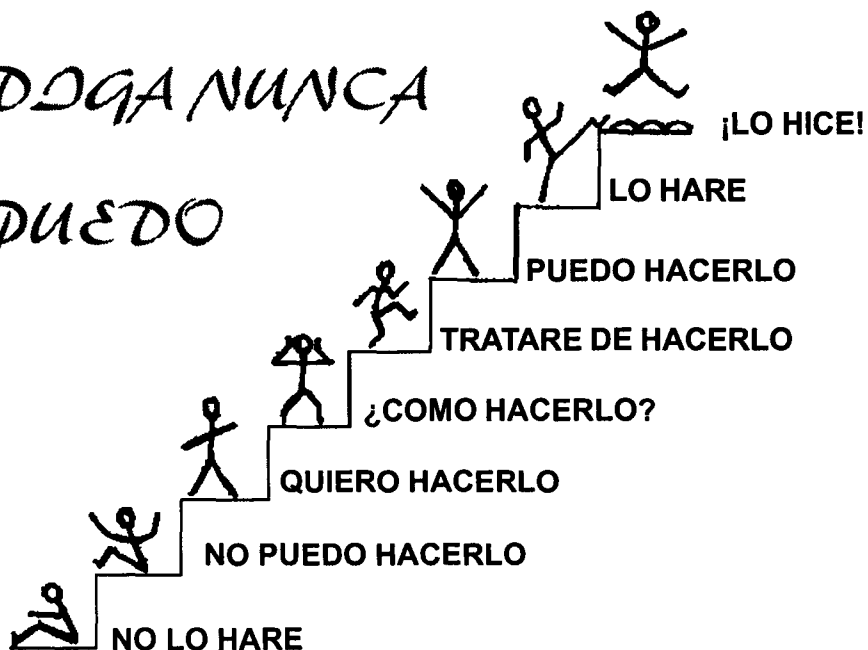 DIGA NUNCA
PUEDO
¡LO HICE!
LO HARE
PUEDO HACERLO
TRATARE DE HACERLO
¿COMO HACERLO?
QUIERO HACERLO
NO PUEDO HACERLO
NO LO HARE